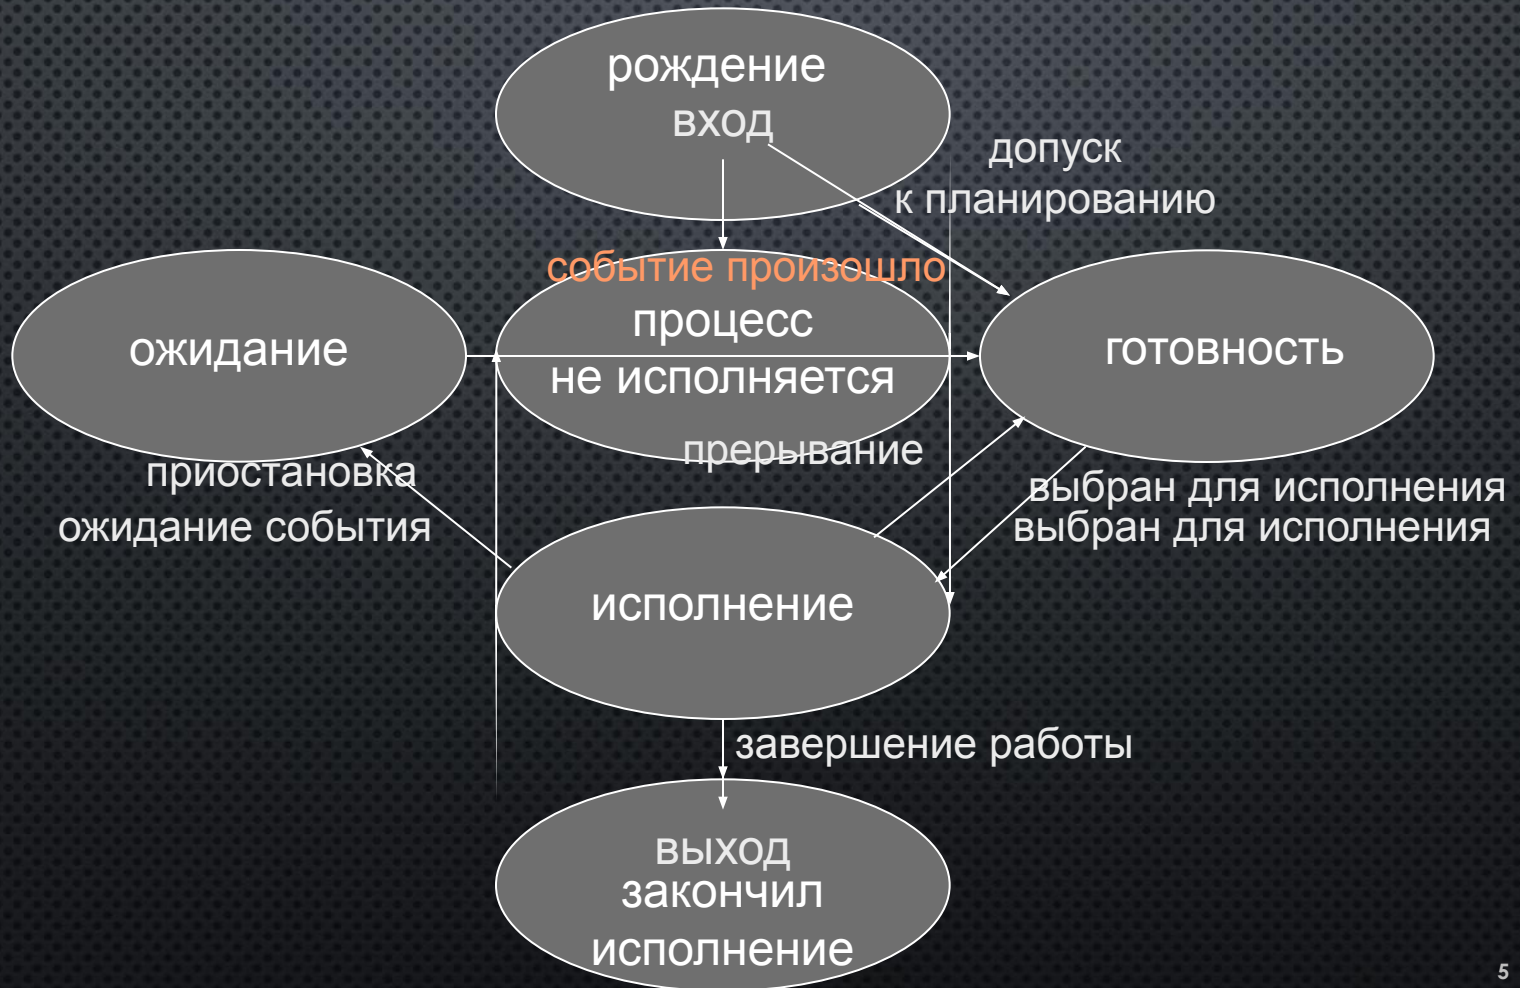 рождение
вход
допуск
к планированию
событие произошло
процесс
не исполняется
ожидание
готовность
прерывание
приостановка
ожидание события
выбран для исполнения
выбран для исполнения
исполнение
завершение работы
выход
закончил
исполнение
5